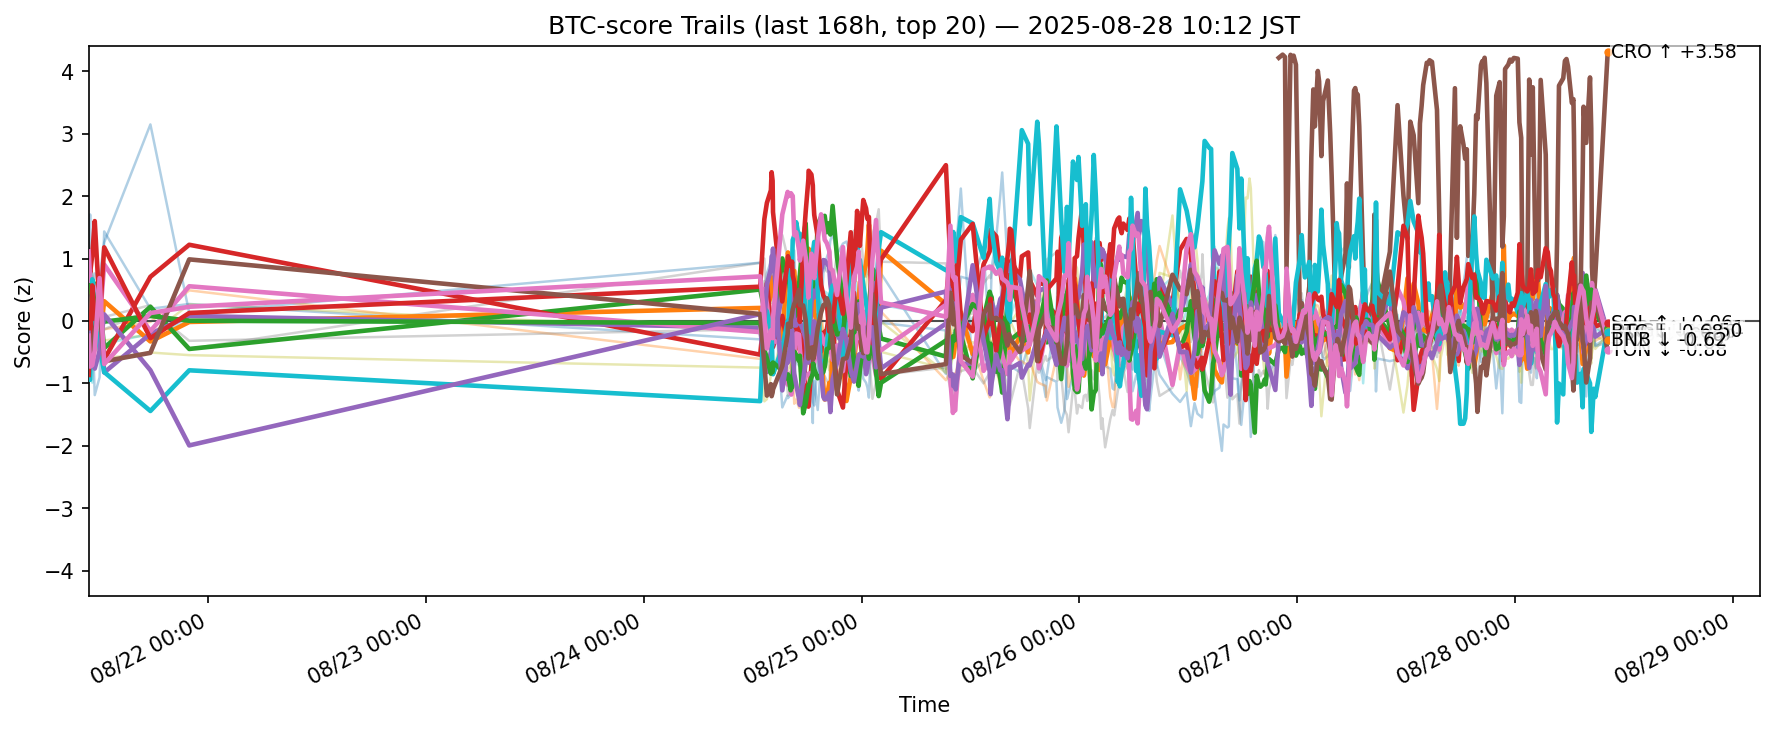 BTC-score Trails (last 168h, top 20) — 2025-08-28 10:12 JST
Score (z)
4
3
2
1
0
−1
−2
−3
−4
CRO ↑ +3.58
BNB ↓ -0.62
TON ↓ -0.88
08/22 00:00
08/23 00:00
08/24 00:00
08/25 00:00
08/26 00:00
08/27 00:00
08/28 00:00
08/29 00:00
Time